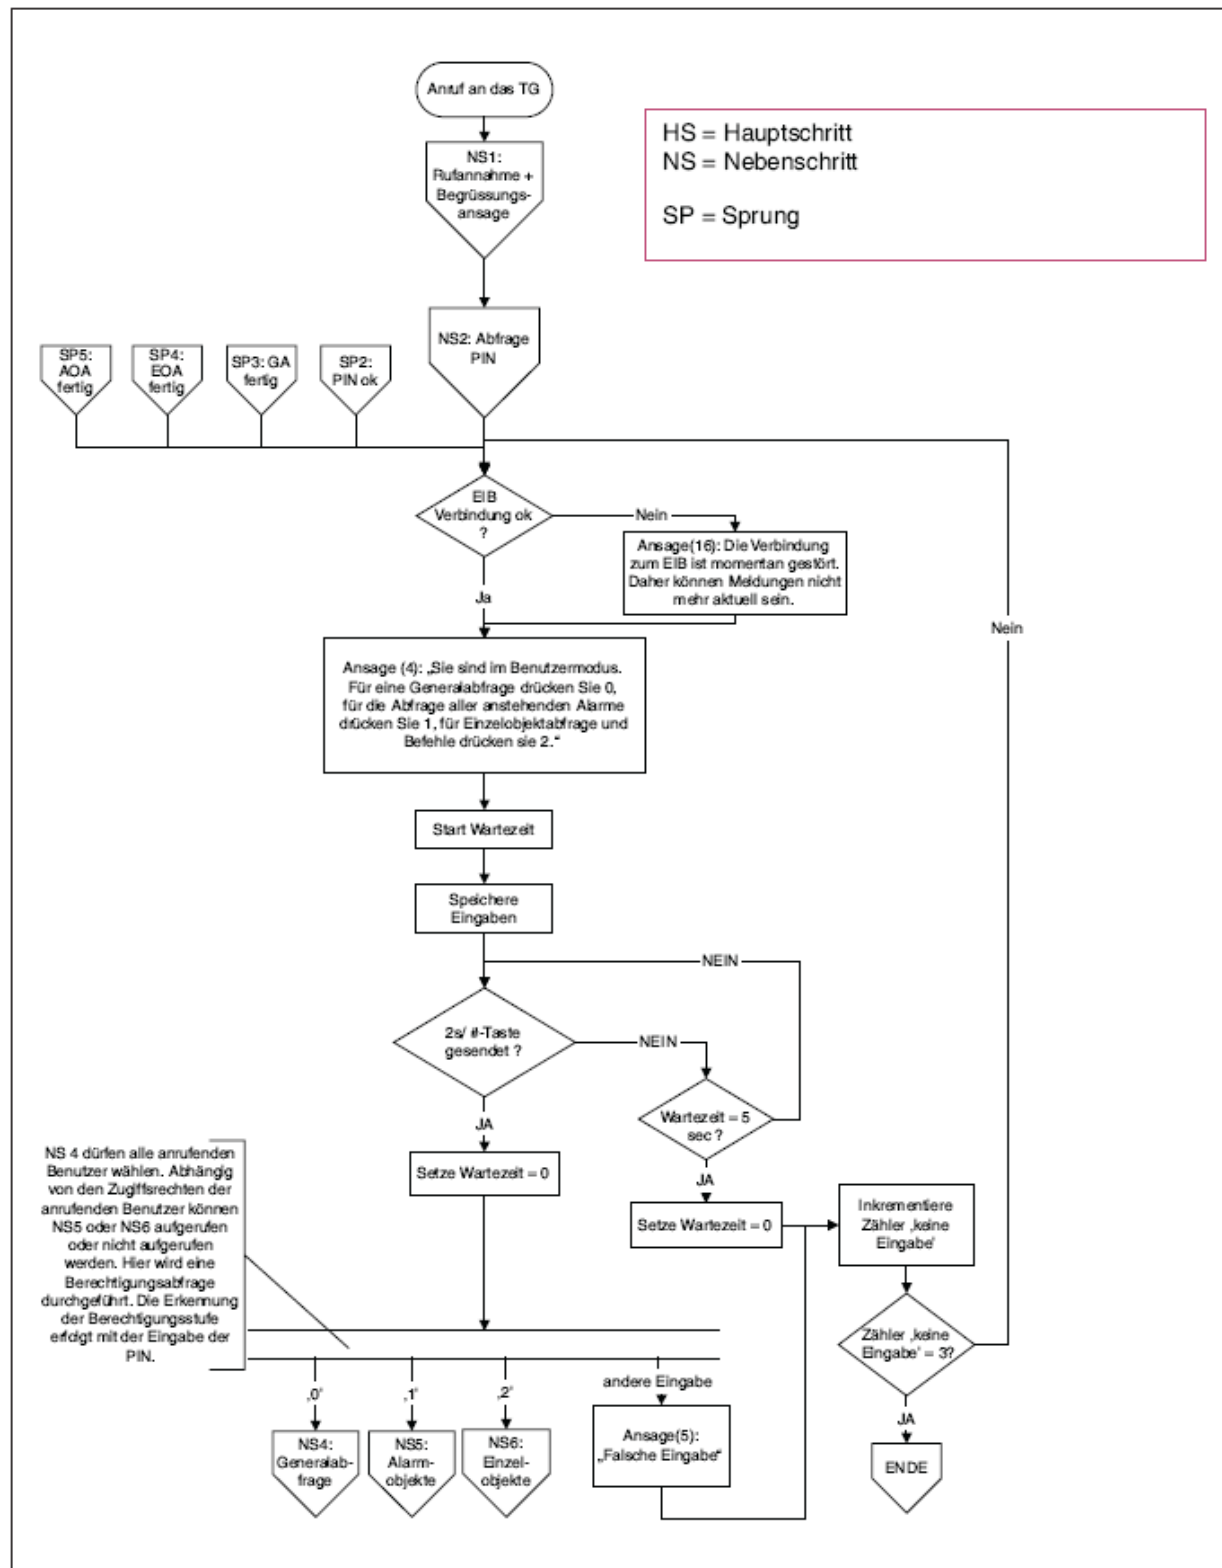 Anruf an das TG
HS = Hauptschritt
NS = Nebenschritt
SP = Sprung
NS1:
Rufannahme +
Begrüssungs-
ansage
NS2: Abfrage
PIN
SP5:
AOA
fertig
SP4:
EOA
fertig
SP3: GA
fertig
SP2:
PIN ok
EIB
Verbindung ok
?
Nein
Ansage(16): Die Verbindung
zum EIB ist momentan gestört.
Daher können Meldungen nicht
mehr aktuell sein.
Ja
Nein
Ansage (4): „Sie sind im Benutzermodus.
Für eine Generalabfrage drücken Sie 0,
für die Abfrage aller anstehenden Alarme
drücken Sie 1, für Einzelobjektabfrage und
Befehle drücken sie 2.“
Start Wartezeit
Speichere
Eingaben
NEIN
2s/ #-Taste
gesendet ?
NEIN
Wartezeit = 5
sec ?
JA
JA
Setze Wartezeit = 0
Setze Wartezeit = 0
Inkrementiere
Zähler ‚keine
Eingabe’
NS 4 dürfen alle anrufenden
Benutzer wählen. Abhängig
von den Zugiffsrechten der
anrufenden Benutzer können
NS5 oder NS6 aufgerufen
oder nicht aufgerufen
werden. Hier wird eine
Berechtigungsabfrage
durchgeführt. Die Erkennung
der Berechtigungsstufe
erfolgt mit der Eingabe der
PIN.
Zähler ‚keine
Eingabe’ = 3?
‚0’
‚1’
‚2’
andere Eingabe
JA
NS4:
Generalab-
frage
NS5:
Alarm-
objekte
NS6:
Einzel-
objekte
Ansage(5):
„Falsche Eingabe“
ENDE